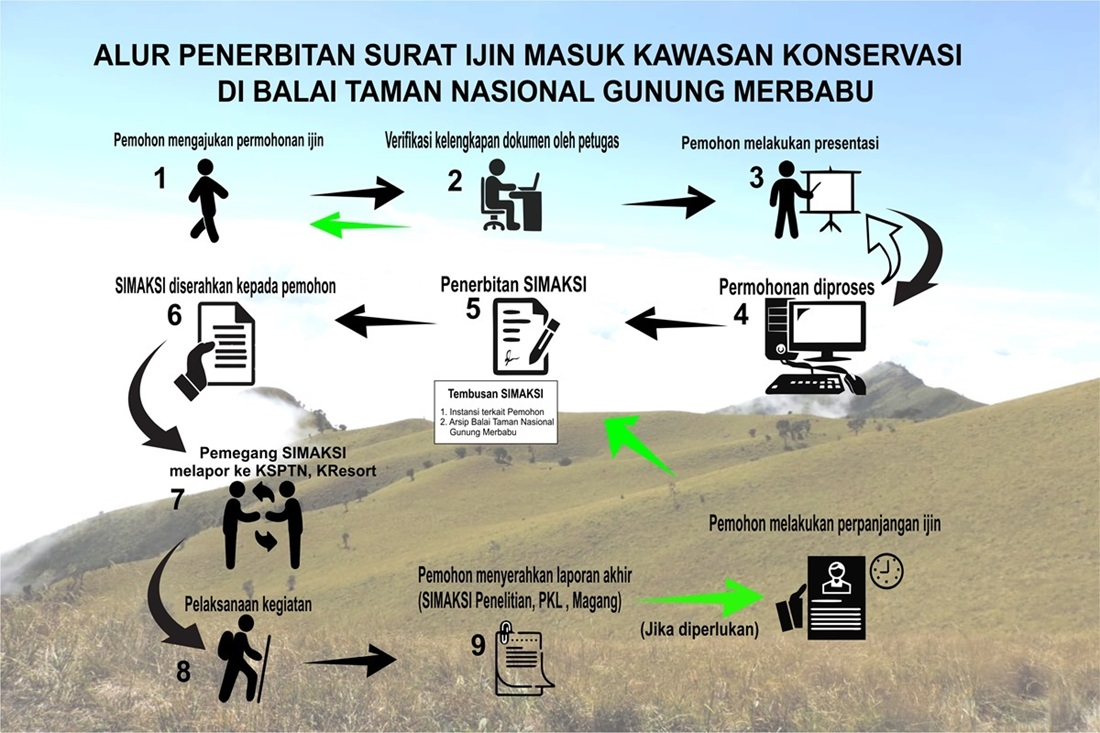 ALUR PENERBITAN SURAT IJIN MASUK KAWASAN KONSERVASI
DI BALAI TAMAN NASIONAL GUNUNG MERBABU
Pemohon mengajukan permohonan ijin
1
Verifikasi kelengkapan dokumen oleh petugas
2
Pemohon melakukan presentasi
3
Permohonan diproses
4
Penerbitan SIMAKSI
5
Tembusan SIMAKSI
1. Instansi terkait Pemohon
2. Arsip Balai Taman Nasional
Gunung Merbabu
SIMAKSI diserahkan kepada pemohon
6
Pemegang SIMAKSI
melapor ke KSPTN, KResort
7
Pelaksanaan kegiatan
8
Pemohon menyerahkan laporan akhir
(SIMAKSI Penelitian, PKL , Magang)
9
(Jika diperlukan)
Pemohon melakukan perpanjangan ijin